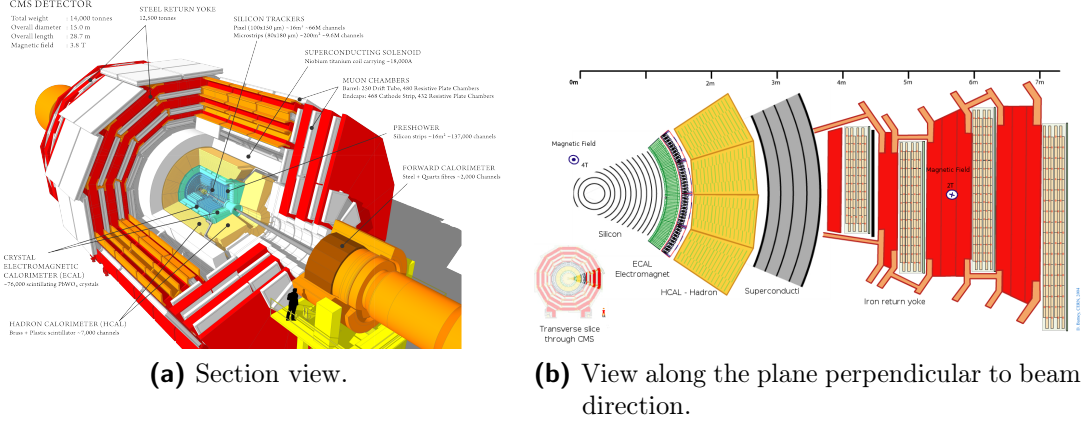 CMS DETECTOR
Total weight : 14,000 tonnes
Overall diameter : 15.0 m
Overall length : 28.7 m
Magnetic field : 3.8 T
STEEL RETURN YOKE
12,500 tonnes
SILICON TRACKERS
Pixel (100x150 μm) ~16m² ~66M channels
Microstrips (80x180 μm) ~200m² ~9.6M channels
SUPERCONDUCTING SOLENOID
Niobium titanium coil carrying ~18,000A
MUON CHAMBERS
Barrel: 250 Drift Tube, 480 Resistive Plate Chambers
Endcaps: 468 Cathode Strip, 432 Resistive Plate Chambers
PRESHOWER
Silicon strips ~16m² ~137,000 channels
FORWARD CALORIMETER
Steel + Quartz fibres ~2,000 Channels
CRYSTAL
ELECTROMAGNETIC
CALORIMETER (ECAL)
~76,000 scintillating PbWO₄ crystals
HADRON CALORIMETER (HCAL)
Brass + Plastic scintillator ~7,000 channels
(a) Section view.
0m 1m 2m 3m 4m 5m 6m 7m
Magnetic Field
4T
Silicon
ECAL
Electromagnet
HCAL - Hadron
Superconducti
Magnetic Field
2T
Iron return yoke
Transverse slice
through CMS
(b) View along the plane perpendicular to beam
direction.